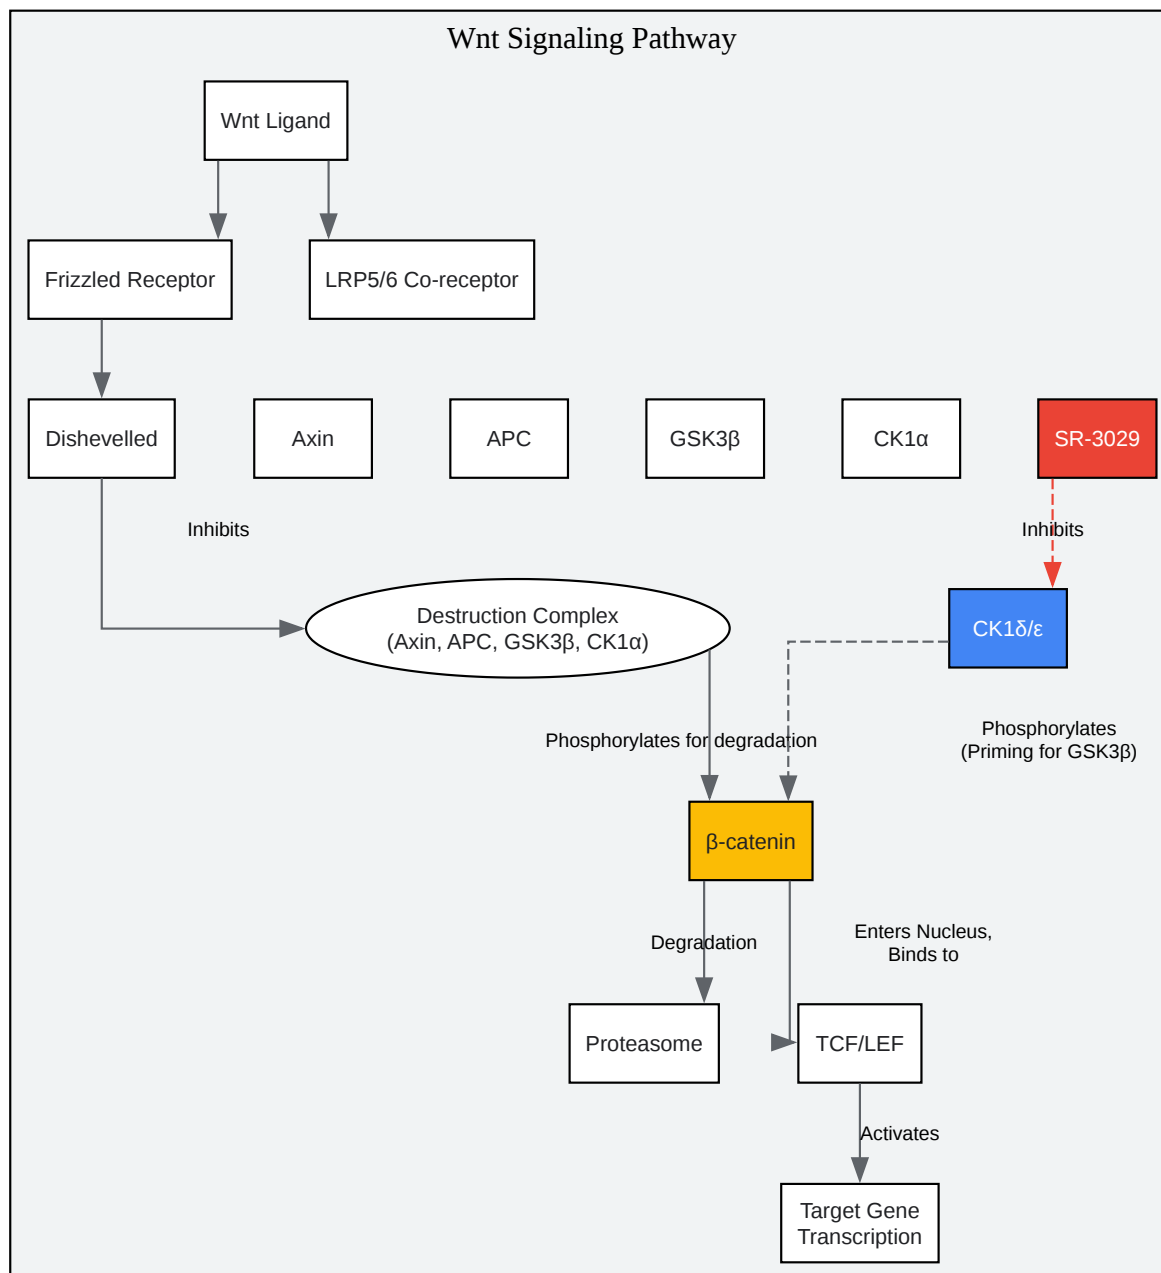 Wnt Signaling Pathway
Wnt Ligand
Frizzled Receptor
LRP5/6 Co-receptor
Dishevelled
Axin
APC
GSK3β
CK1α
SR-3029
Inhibits
Inhibits
Destruction Complex
(Axin, APC, GSK3β, CK1α)
CK1δ/ε
Phosphorylates for degradation
Phosphorylates
(Priming for GSK3β)
β-catenin
Degradation
Enters Nucleus,
Binds to
Proteasome
TCF/LEF
Activates
Target Gene
Transcription